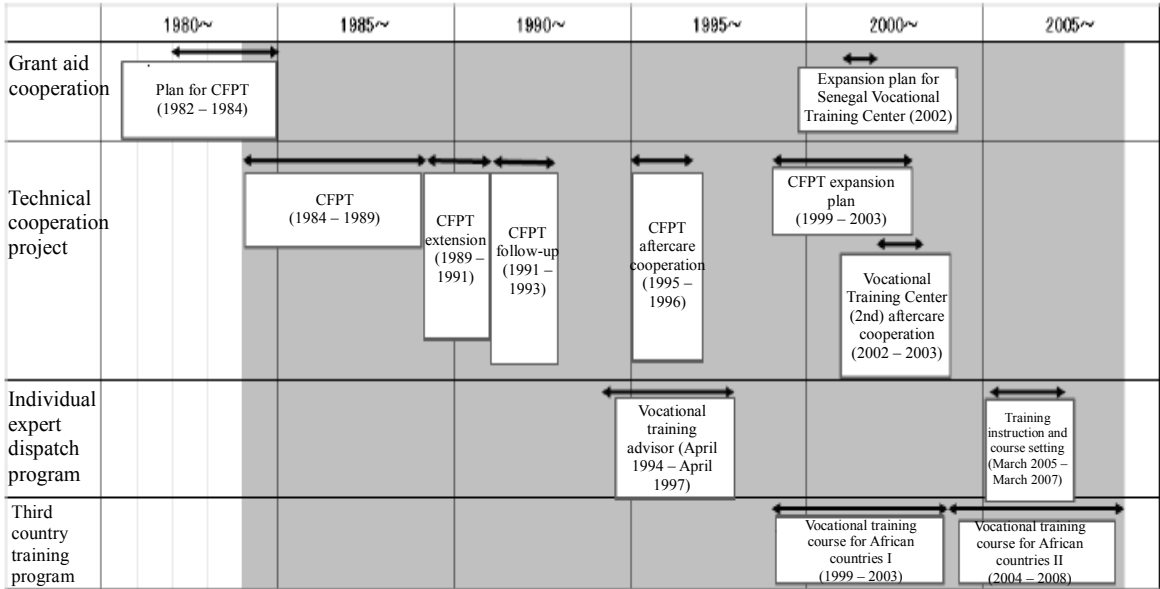 1980~ 1985~ 1990~ 1995~ 2000~ 2005~
Grant aid
cooperation
Plan for CFPT
(1982 – 1984)
Expansion plan for
Senegal Vocational
Training Center (2002)
Technical
cooperation
project
CFPT
(1984 – 1989)
CFPT
extension
(1989 –
1991)
CFPT
follow-up
(1991 –
1993)
CFPT
aftercare
cooperation
(1995 –
1996)
CFPT expansion
plan
(1999 – 2003)
Vocational
Training Center
(2nd) aftercare
cooperation
(2002 – 2003)
Individual
expert
dispatch
program
Vocational
training
advisor (April
1994 – April
1997)
Training
instruction and
course setting
(March 2005 –
March 2007)
Third
country
training
program
Vocational training
course for African
countries I
(1999 – 2003)
Vocational training
course for African
countries II
(2004 – 2008)